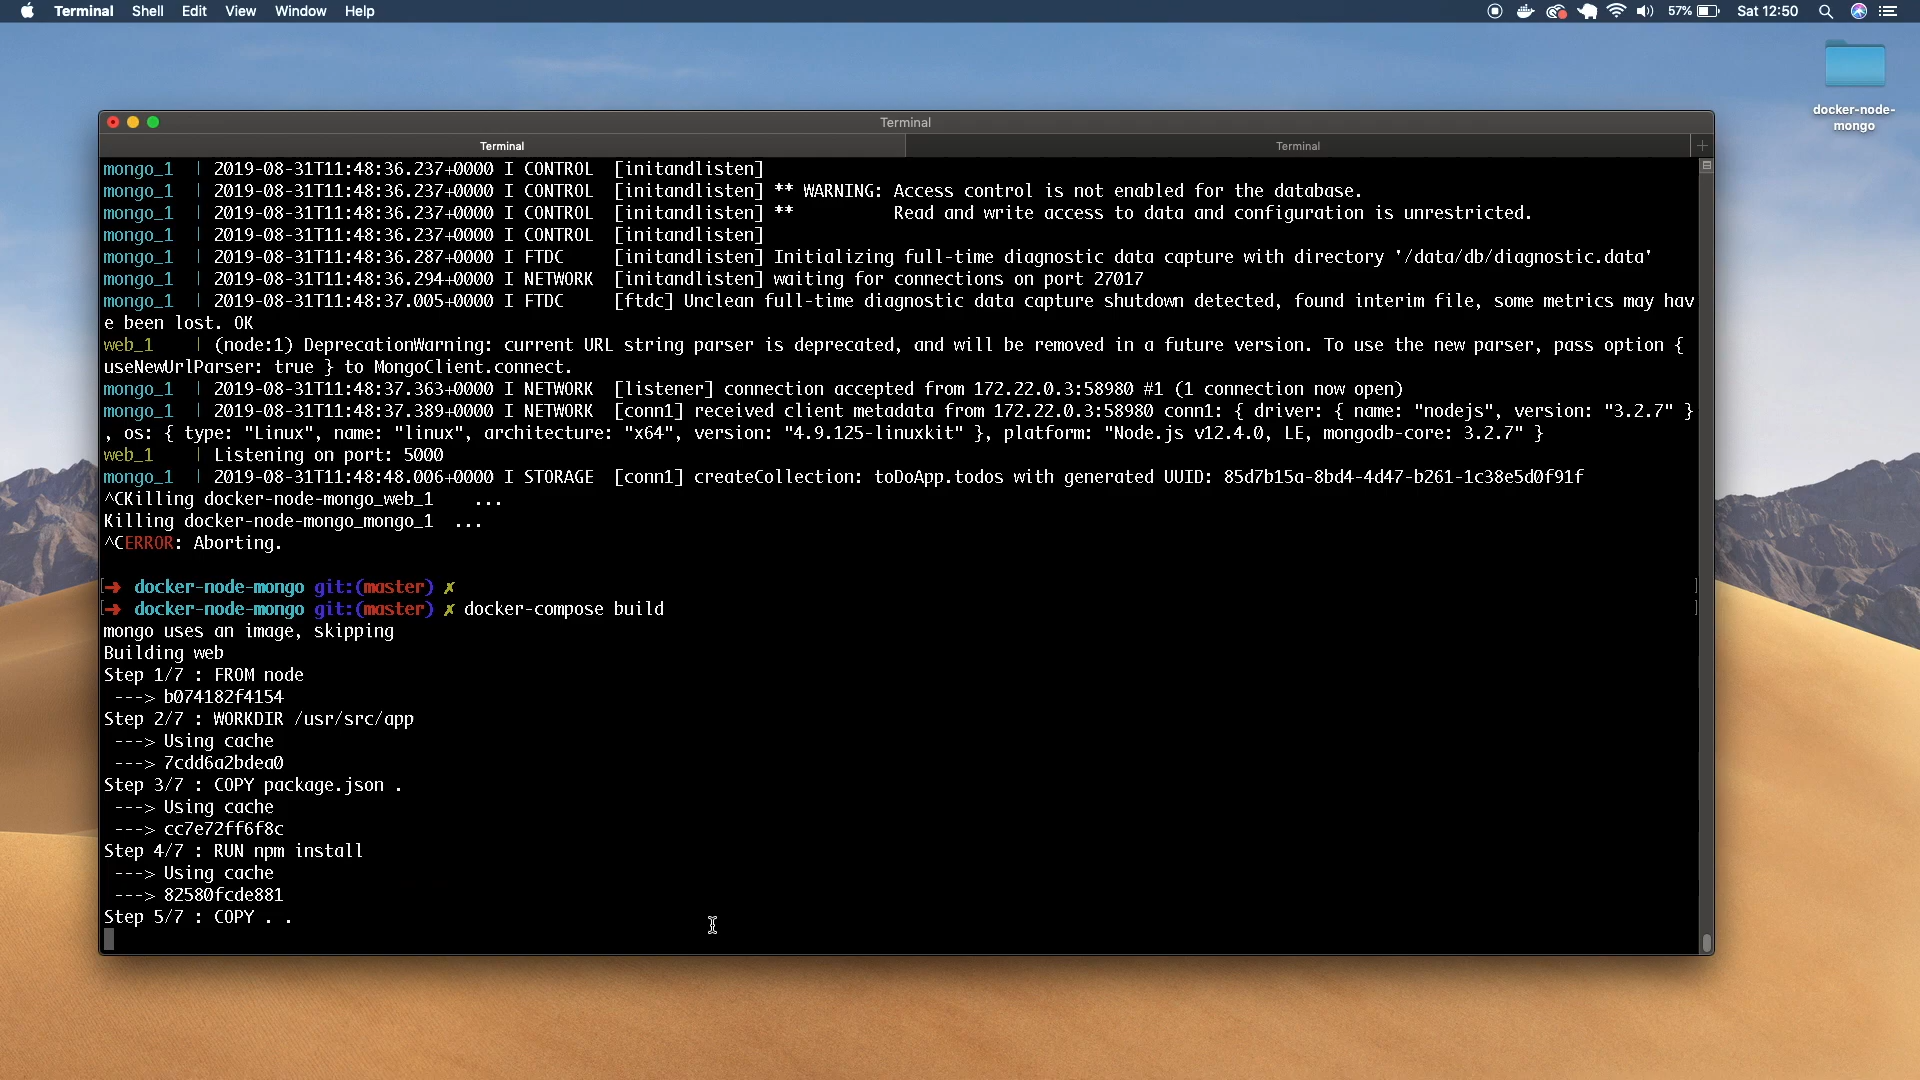 Terminal Shell Edit View Window Help 57% Sat 12:50
docker-node-
mongo
Terminal
Terminal Terminal
mongo_1 | 2019-08-31T11:48:36.237+0000 I CONTROL [initandlisten]
mongo_1 | 2019-08-31T11:48:36.237+0000 I CONTROL [initandlisten] ** WARNING: Access control is not enabled for the database.
mongo_1 | 2019-08-31T11:48:36.237+0000 I CONTROL [initandlisten] ** Read and write access to data and configuration is unrestricted.
mongo_1 | 2019-08-31T11:48:36.237+0000 I CONTROL [initandlisten]
mongo_1 | 2019-08-31T11:48:36.287+0000 I FTDC [initandlisten] Initializing full-time diagnostic data capture with directory '/data/db/diagnostic.data'
mongo_1 | 2019-08-31T11:48:36.294+0000 I NETWORK [initandlisten] waiting for connections on port 27017
mongo_1 | 2019-08-31T11:48:37.005+0000 I FTDC [ftdc] Unclean full-time diagnostic data capture shutdown detected, found interim file, some metrics may hav
e been lost. OK
web_1 | (node:1) DeprecationWarning: current URL string parser is deprecated, and will be removed in a future version. To use the new parser, pass option {
useNewUrlParser: true } to MongoClient.connect.
mongo_1 | 2019-08-31T11:48:37.363+0000 I NETWORK [listener] connection accepted from 172.22.0.3:58980 #1 (1 connection now open)
mongo_1 | 2019-08-31T11:48:37.389+0000 I NETWORK [conn1] received client metadata from 172.22.0.3:58980 conn1: { driver: { name: "nodejs", version: "3.2.7" }
, os: { type: "Linux", name: "linux", architecture: "x64", version: "4.9.125-linuxkit" }, platform: "Node.js v12.4.0, LE, mongodb-core: 3.2.7" }
web_1 | Listening on port: 5000
mongo_1 | 2019-08-31T11:48:48.006+0000 I STORAGE [conn1] createCollection: toDoApp.todos with generated UUID: 85d7b15a-8bd4-4d47-b261-1c38e5d0f91f
^CKilling docker-node-mongo_web_1 ...
Killing docker-node-mongo_mongo_1 ...
^CERROR: Aborting.
[➜ docker-node-mongo git:(master) ✗ ]
[➜ docker-node-mongo git:(master) ✗ docker-compose build ]
mongo uses an image, skipping
Building web
Step 1/7 : FROM node
---> b074182f4154
Step 2/7 : WORKDIR /usr/src/app
---> Using cache
---> 7cdd6a2bdea0
Step 3/7 : COPY package.json .
---> Using cache
---> cc7e72ff6f8c
Step 4/7 : RUN npm install
---> Using cache
---> 82580fcde881
Step 5/7 : COPY . .